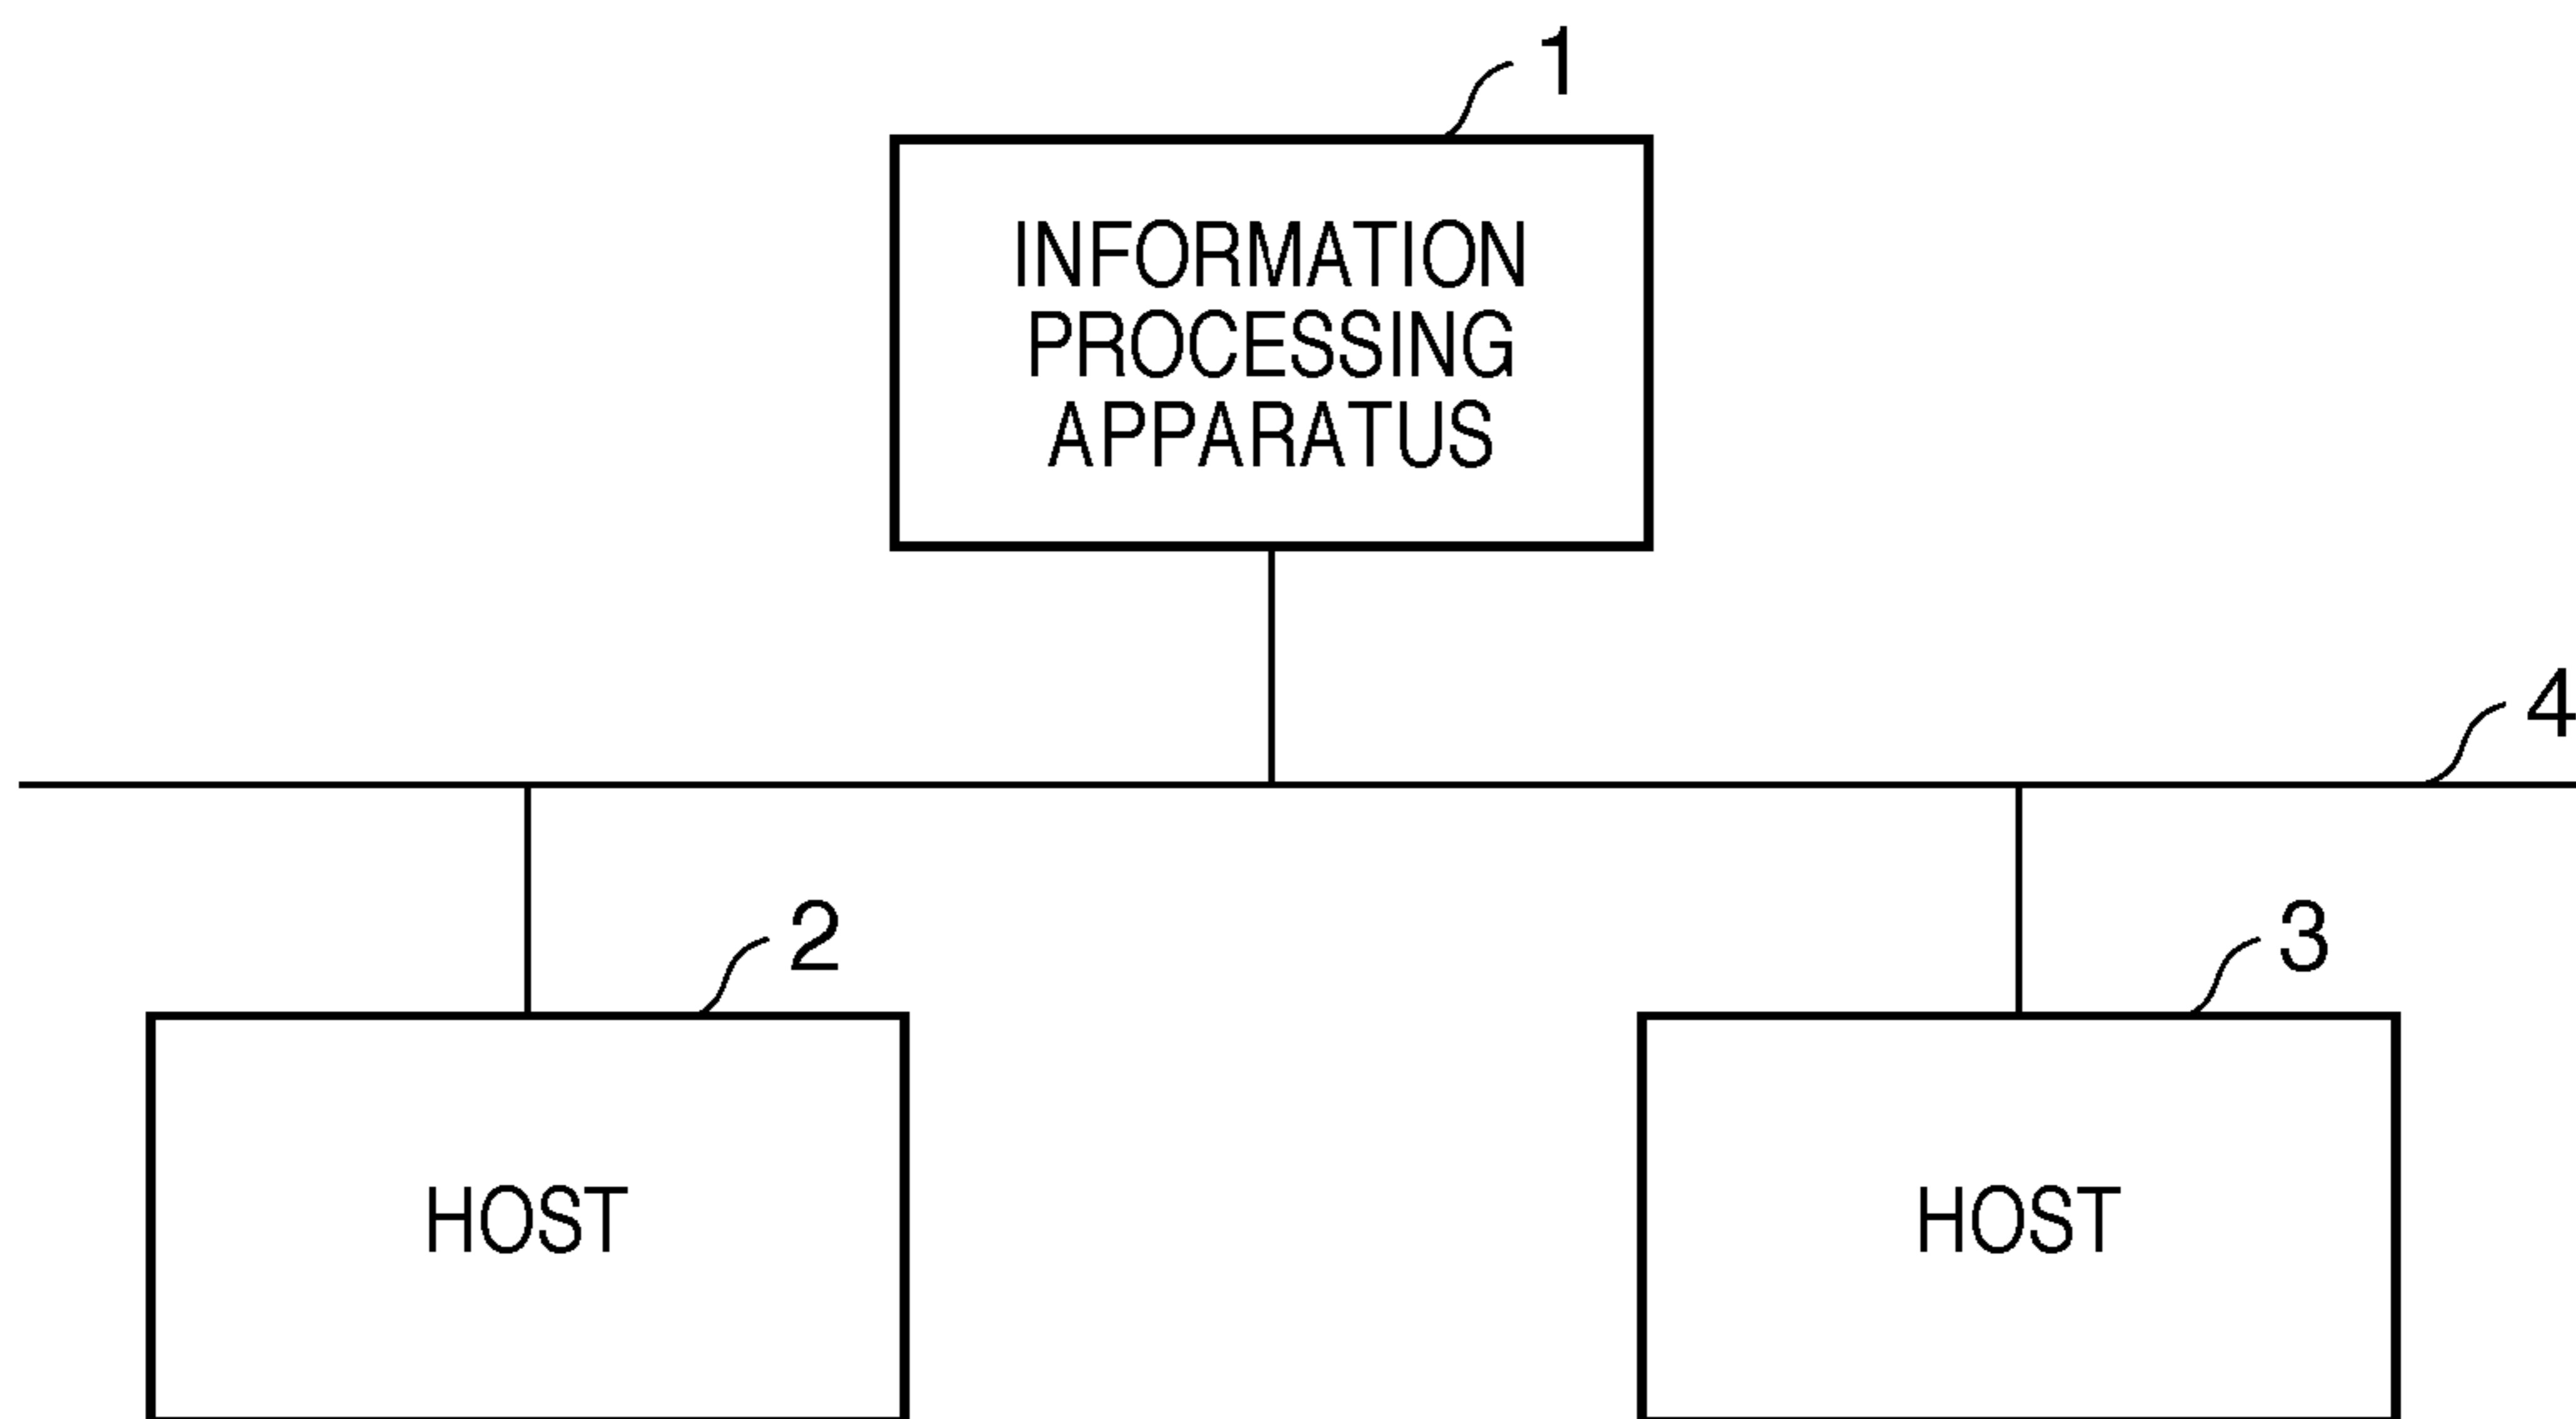 1
INFORMATION
PROCESSING
APPARATUS
4
2
3
HOST
HOST